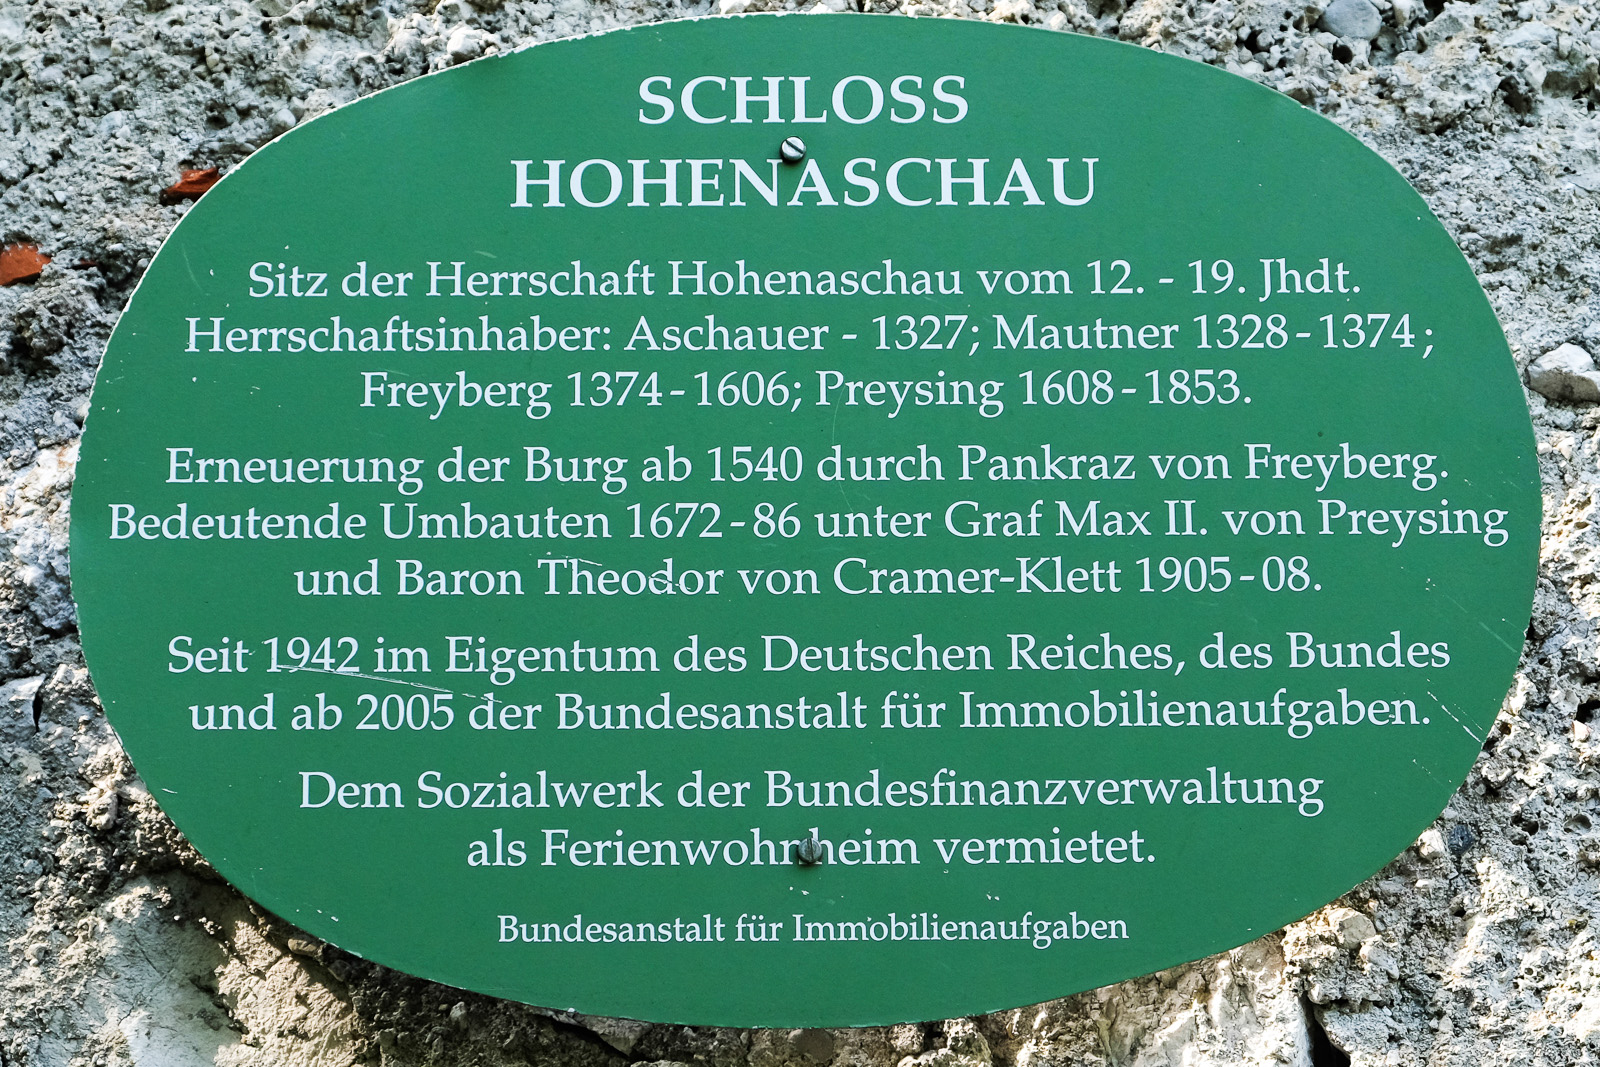 SCHLOSS
HOHENASCHAU
Sitz der Herrschaft Hohenaschau vom 12. - 19. Jhdt.
Herrschaftsinhaber: Aschauer - 1327; Mautner 1328 - 1374 ;
Freyberg 1374 - 1606; Preysing 1608 - 1853.
Erneuerung der Burg ab 1540 durch Pankraz von Freyberg.
Bedeutende Umbauten 1672 - 86 unter Graf Max II. von Preysing
und Baron Theodor von Cramer-Klett 1905 - 08.
Seit 1942 im Eigentum des Deutschen Reiches, des Bundes
und ab 2005 der Bundesanstalt für Immobilienaufgaben.
Dem Sozialwerk der Bundesfinanzverwaltung
als Ferienwohnheim vermietet.
Bundesanstalt für Immobilienaufgaben